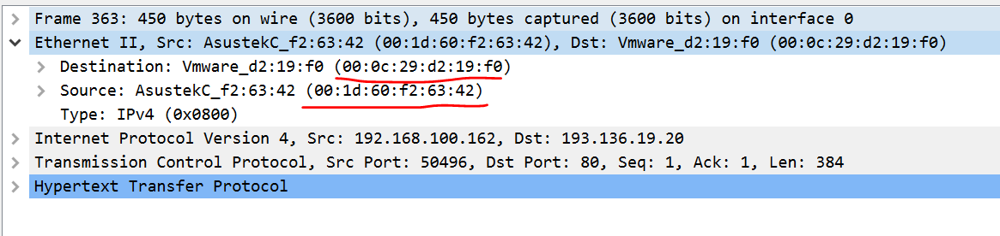 Frame 363: 450 bytes on wire (3600 bits), 450 bytes captured (3600 bits) on interface 0
Ethernet II, Src: AsustekC_f2:63:42 (00:1d:60:f2:63:42), Dst: Vmware_d2:19:f0 (00:0c:29:d2:19:f0)
Destination: Vmware_d2:19:f0 (00:0c:29:d2:19:f0)
Source: AsustekC_f2:63:42 (00:1d:60:f2:63:42)
Type: IPv4 (0x0800)
Internet Protocol Version 4, Src: 192.168.100.162, Dst: 193.136.19.20
Transmission Control Protocol, Src Port: 50496, Dst Port: 80, Seq: 1, Ack: 1, Len: 384
Hypertext Transfer Protocol